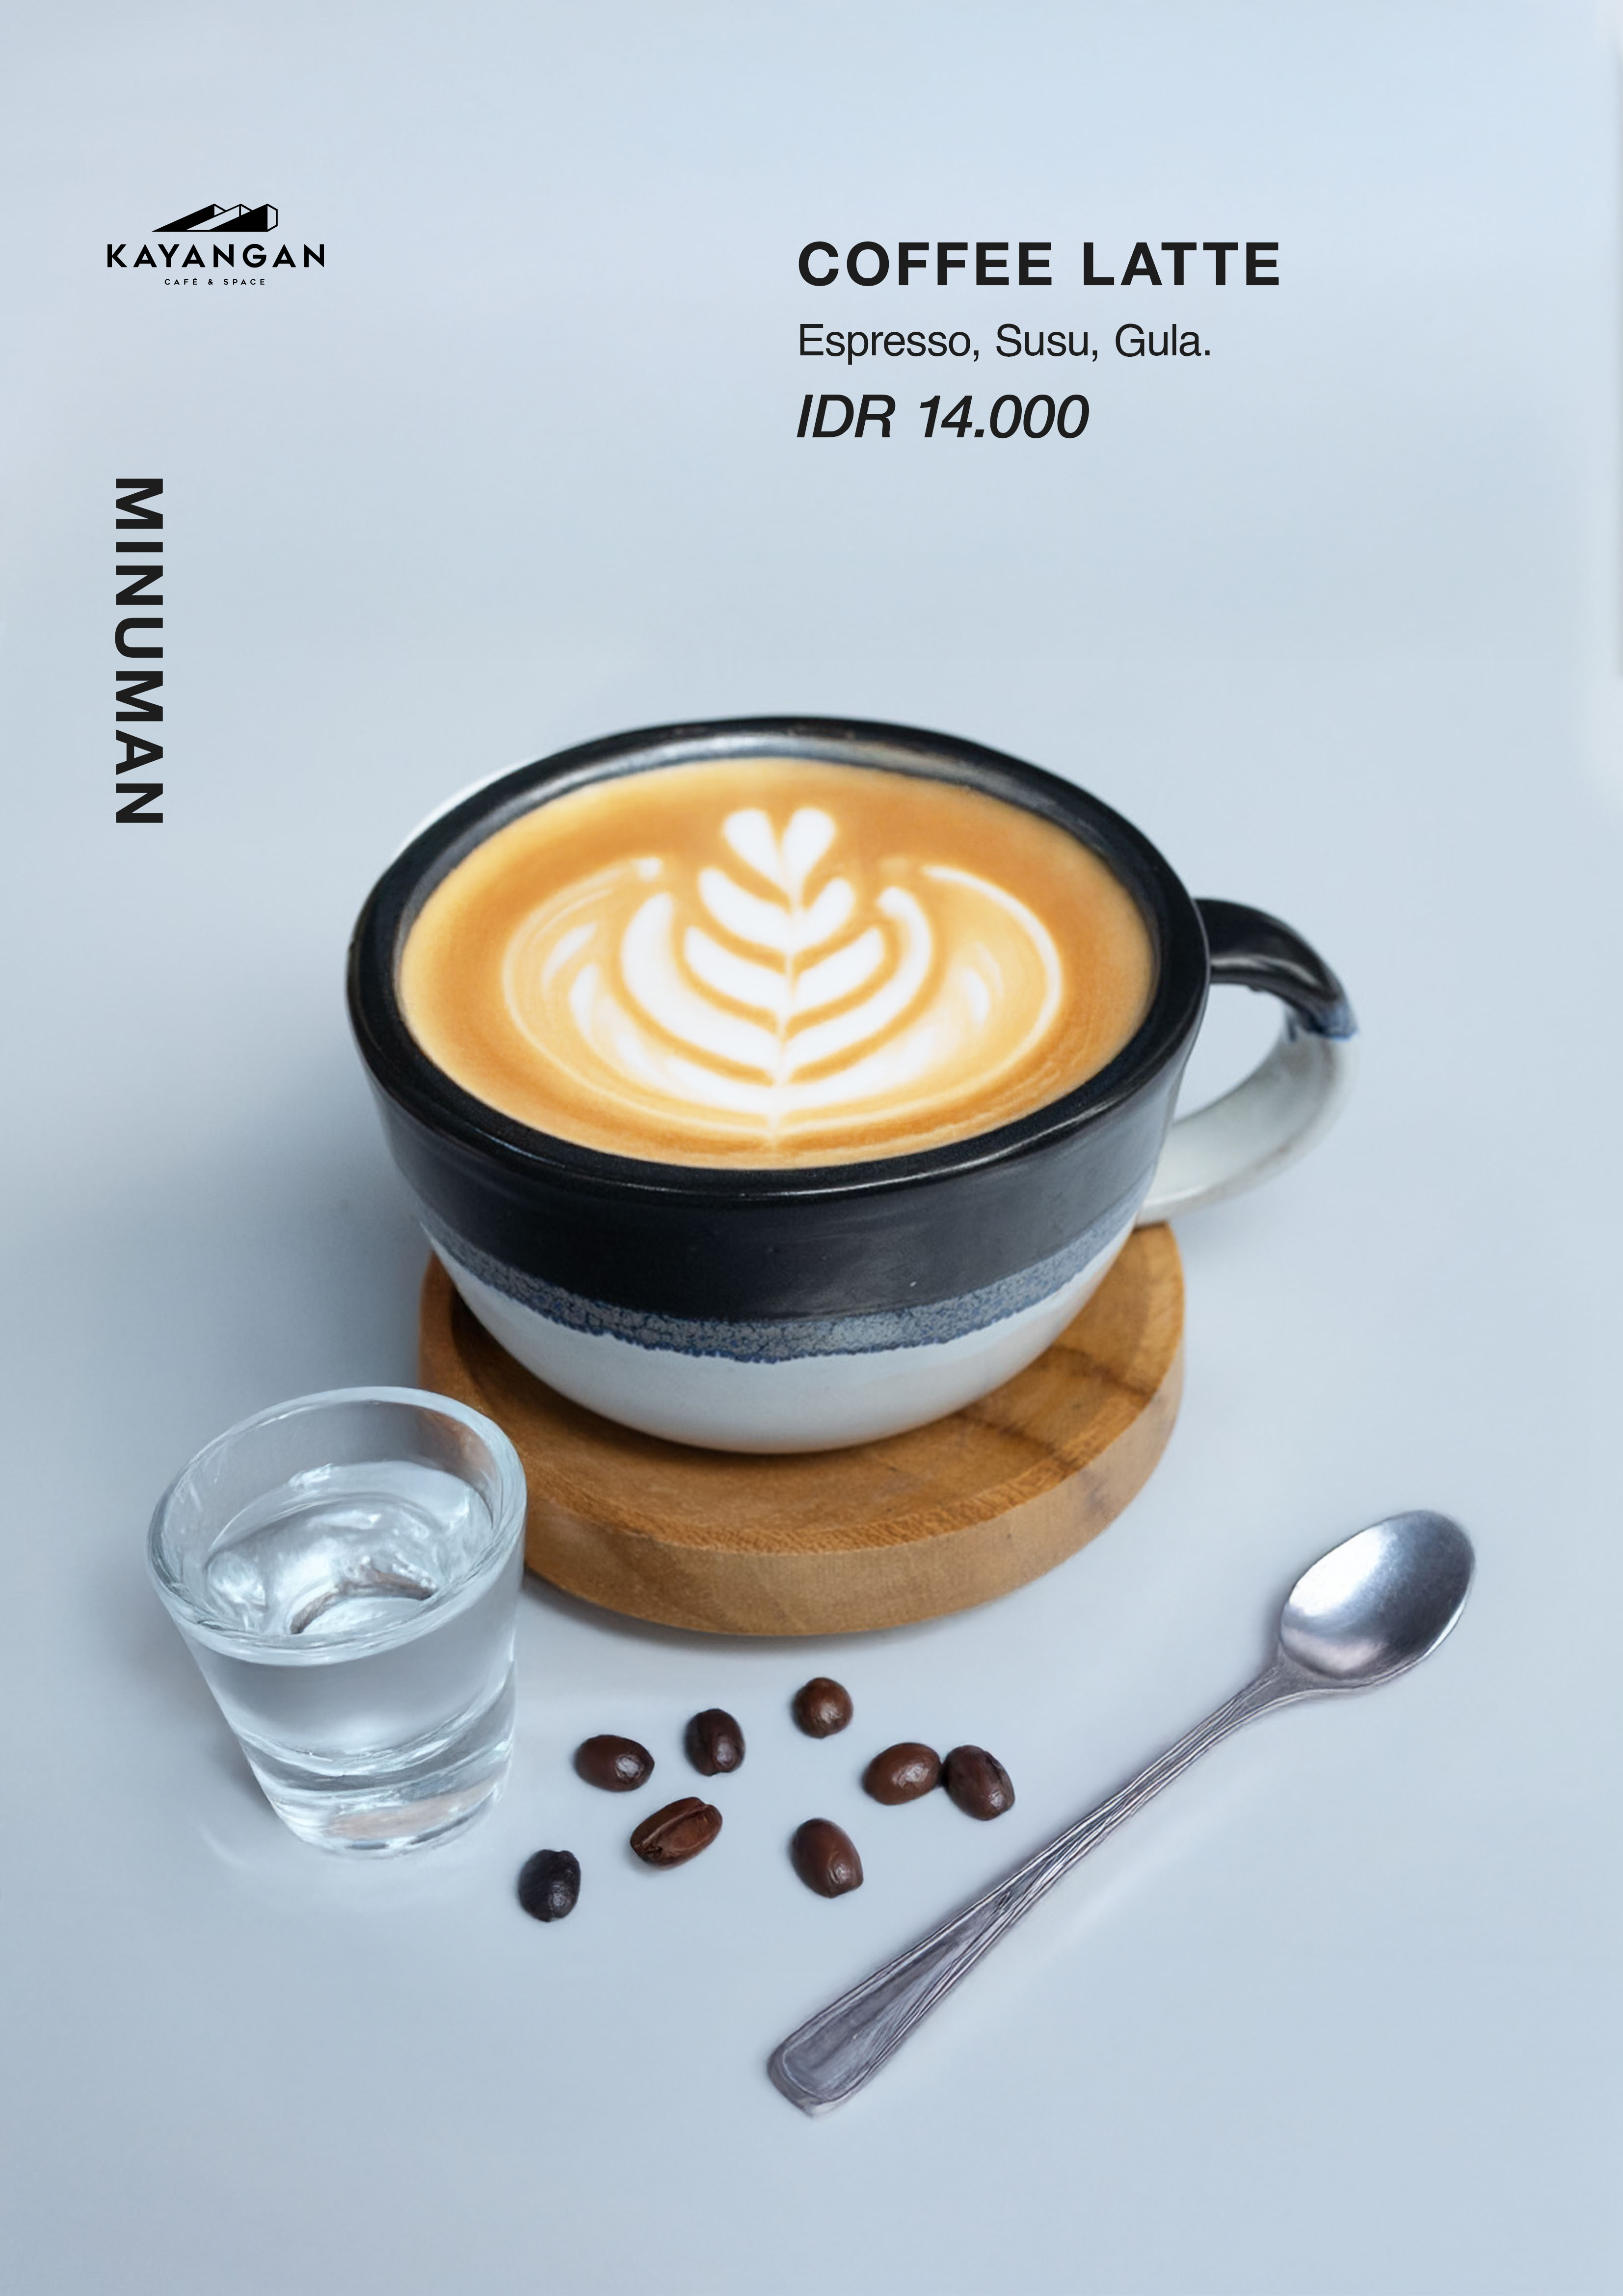 KAYANGAN
CAFÉ & SPACE
COFFEE LATTE
Espresso, Susu, Gula.
IDR 14.000
MINUMAN